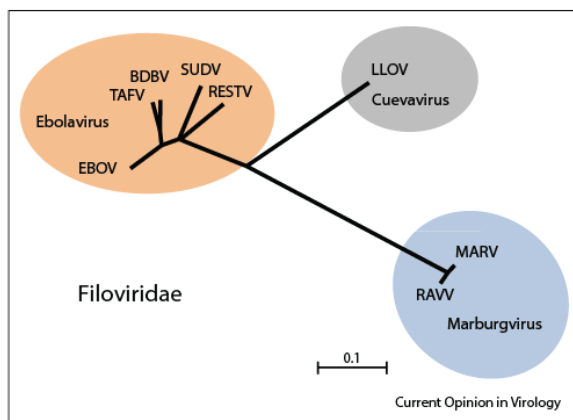 SUDV
LLOV
BDBV
RESTV
TAFV
Cuevavirus
Ebolavirus
EBOV
MARV
Filoviridae
RAVV
Marburgvirus
0.1
Current Opinion in Virology